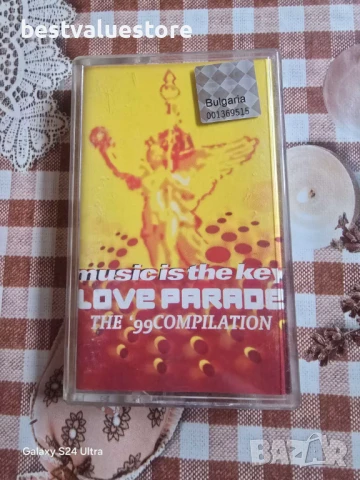 bestvaluestore
Bulgaria
001369515
music is the key
LOVE PARADE
THE '99 COMPILATION
Galaxy S24 Ultra
BAZAR